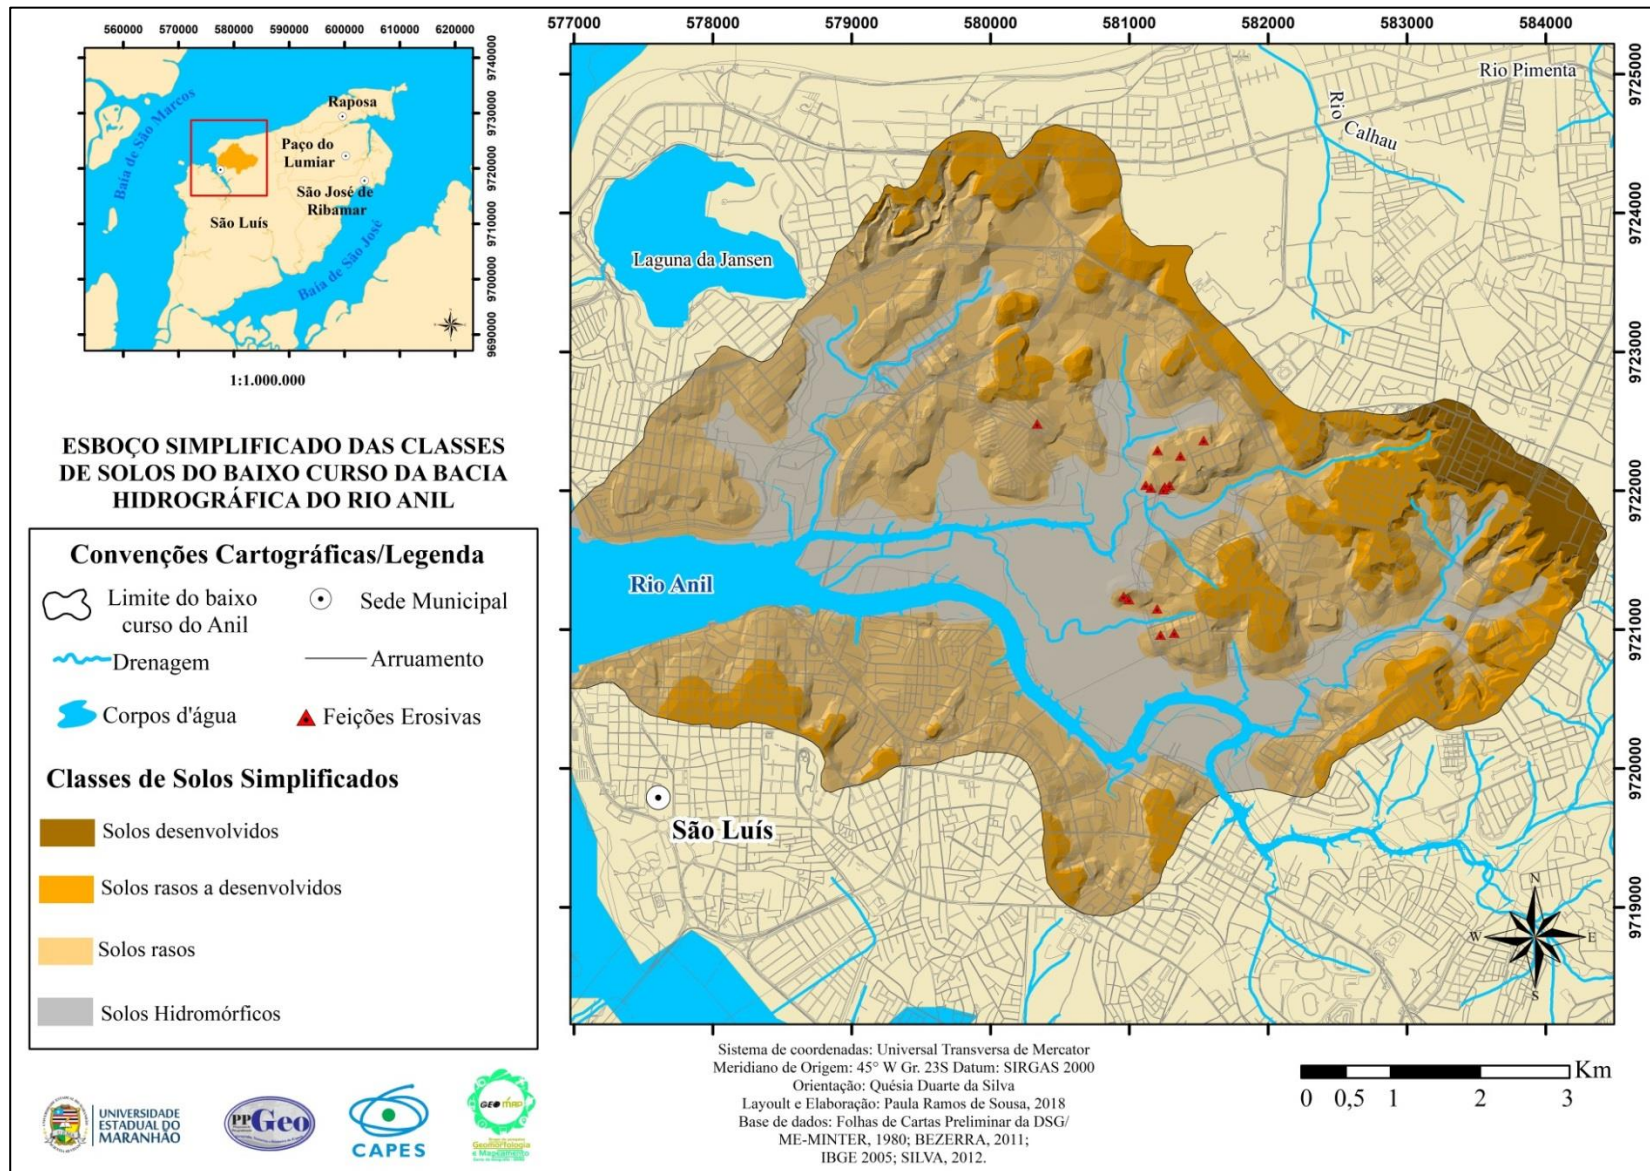 560000 570000 580000 590000 600000 610000 620000
9740000
9730000
9720000
9710000
9700000
9690000
Baia de São Marcos
Raposa
Paço do
Lumiar
São José de
Ribamar
São Luís
Baía de São José
1:1.000.000
ESBOÇO SIMPLIFICADO DAS CLASSES
DE SOLOS DO BAIXO CURSO DA BACIA
HIDROGRÁFICA DO RIO ANIL
Convenções Cartográficas/Legenda
Limite do baixo
curso do Anil
Sede Municipal
Drenagem
Arruamento
Corpos d'água
Feições Erosivas
Classes de Solos Simplificados
Solos desenvolvidos
Solos rasos a desenvolvidos
Solos rasos
Solos Hidromórficos
UNIVERSIDADE
ESTADUAL DO
MARANHÃO
PPGeo
CAPES
Geomorfologia
e Mapeamento
577000 578000 579000 580000 581000 582000 583000 584000
9725000
9724000
9723000
9722000
9721000
9720000
9719000
Rio Pimenta
Rio Calhau
Laguna da Jansen
Rio Anil
São Luís
N
W E
S
Sistema de coordenadas: Universal Transversa de Mercator
Meridiano de Origem: 45° W Gr. 23S Datum: SIRGAS 2000
Orientação: Quésia Duarte da Silva
Layoult e Elaboração: Paula Ramos de Sousa, 2018
Base de dados: Folhas de Cartas Preliminar da DSG/
ME-MINTER, 1980; BEZERRA, 2011;
IBGE 2005; SILVA, 2012.
Km
0 0,5 1 2 3